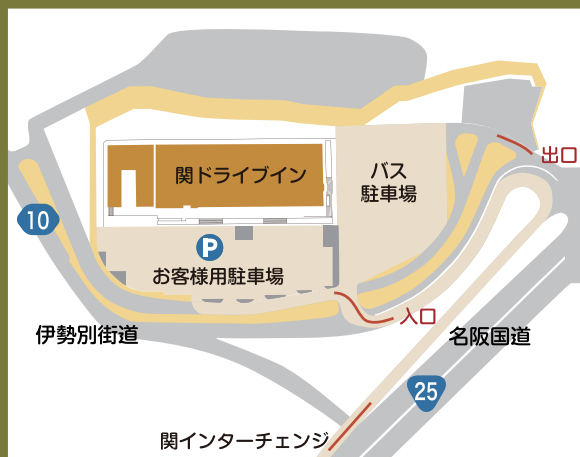 出口
関ドライブイン
バス
駐車場
10
P
お客様用駐車場
入口
伊勢別街道
名阪国道
25
関インターチェンジ